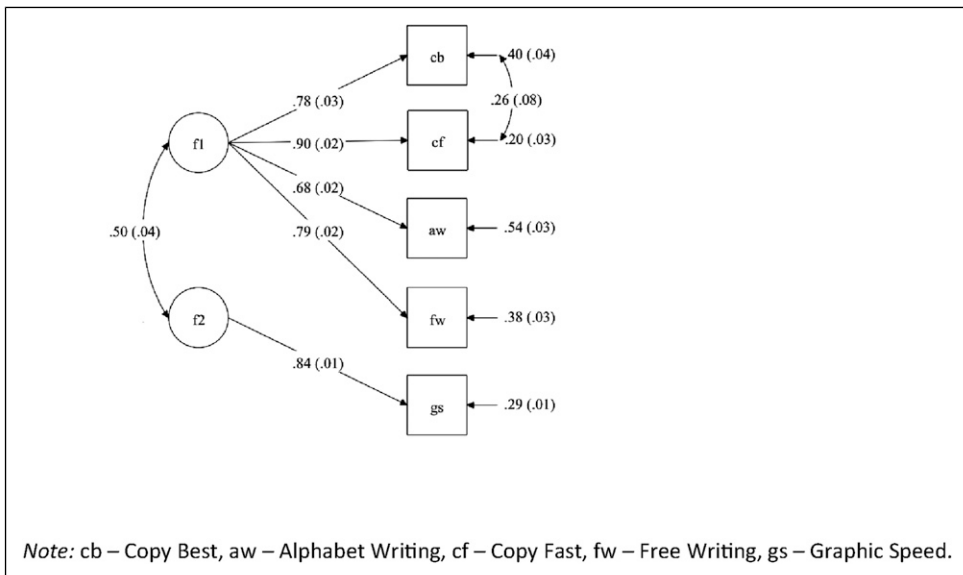 cb
.40 (.04)
.78 (.03)
.26 (.08)
f1
.90 (.02)
cf
.20 (.03)
.68 (.02)
.50 (.04)
.79 (.02)
aw
.54 (.03)
f2
fw
.38 (.03)
.84 (.01)
gs
.29 (.01)
Note: cb – Copy Best, aw – Alphabet Writing, cf – Copy Fast, fw – Free Writing, gs – Graphic Speed.